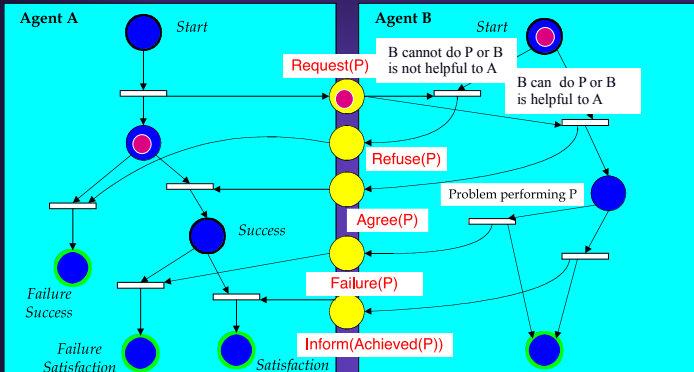 Agent A
Start
Agent B
Start
Request(P)
B cannot do P or B
is not helpful to A
B can do P or B
is helpful to A
Refuse(P)
Problem performing P
Agree(P)
Success
Failure(P)
Failure
Success
Inform(Achieved(P))
Failure
Satisfaction
Satisfaction